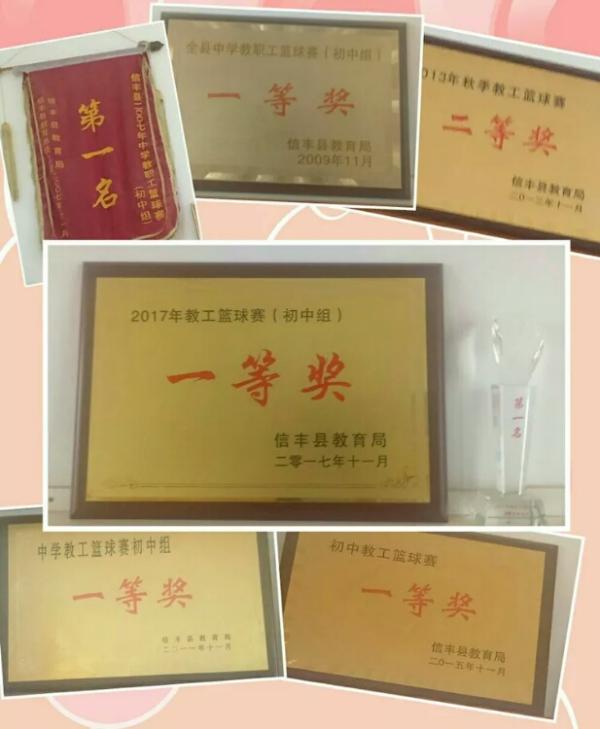 信丰县二〇〇七年中学教职工篮球赛(初中组)
第一名
信丰县教育局
全县中学教职工篮球赛(初中组)
一等奖
信丰县教育局
2009年11月
2013年秋季教工篮球赛
二等奖
信丰县教育局
二〇一三年十一月
2017年教工篮球赛(初中组)
一等奖
信丰县教育局
二零一七年十一月
第一名
中学教工篮球赛初中组
一等奖
信丰县教育局
二〇一一年十一月
初中教工篮球赛
一等奖
信丰县教育局
二〇一五年十一月